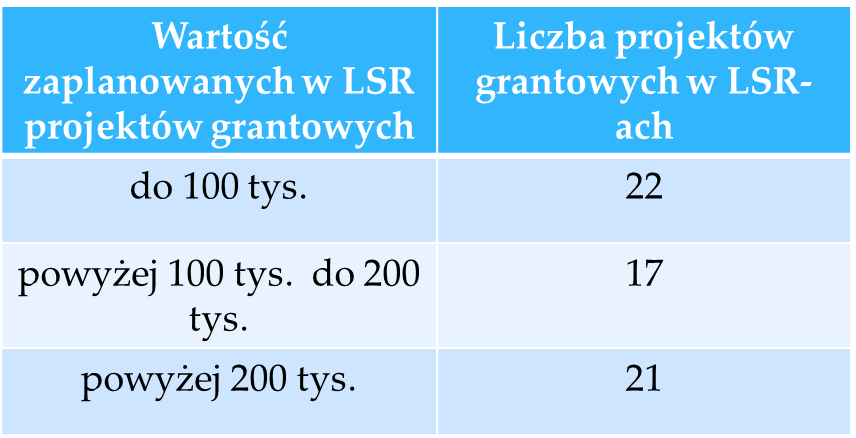 Wartość
zaplanowanych w LSR
projektów grantowych
Liczba projektów
grantowych w LSR-
ach
do 100 tys.
22
powyżej 100 tys.  do 200
tys.
17
powyżej 200 tys.
21